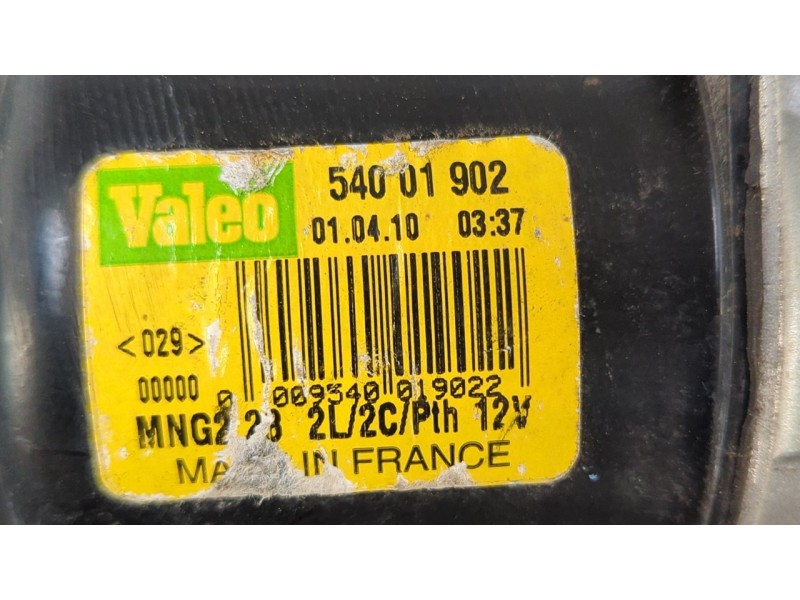 Valeo
540 01 902
01.04.10 03:37
<029>
00000
0 009540 019022
2L/2C/Pth 12V
IN FRANCE